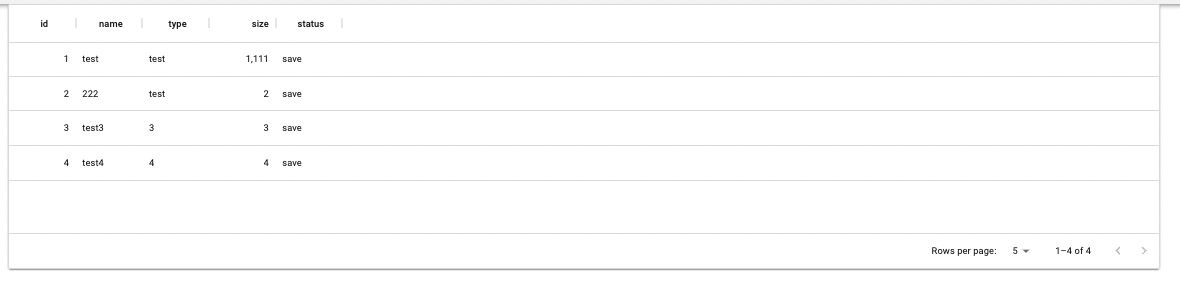 id name type size status
1 test test 1,111 save
2 222 test 2 save
3 test3 3 3 save
4 test4 4 4 save
Rows per page: 5 1–4 of 4